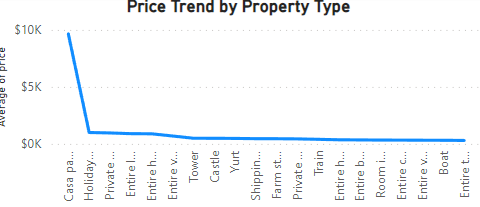 Price Trend by Property Type
Average of price
$10K
$5K
$0K
Casa pa...
Holiday...
Private ...
Entire l...
Entire h...
Entire v...
Tower
Castle
Yurt
Shippin...
Farm st...
Private ...
Train
Entire h...
Entire b...
Room i...
Entire c...
Entire v...
Boat
Entire t...